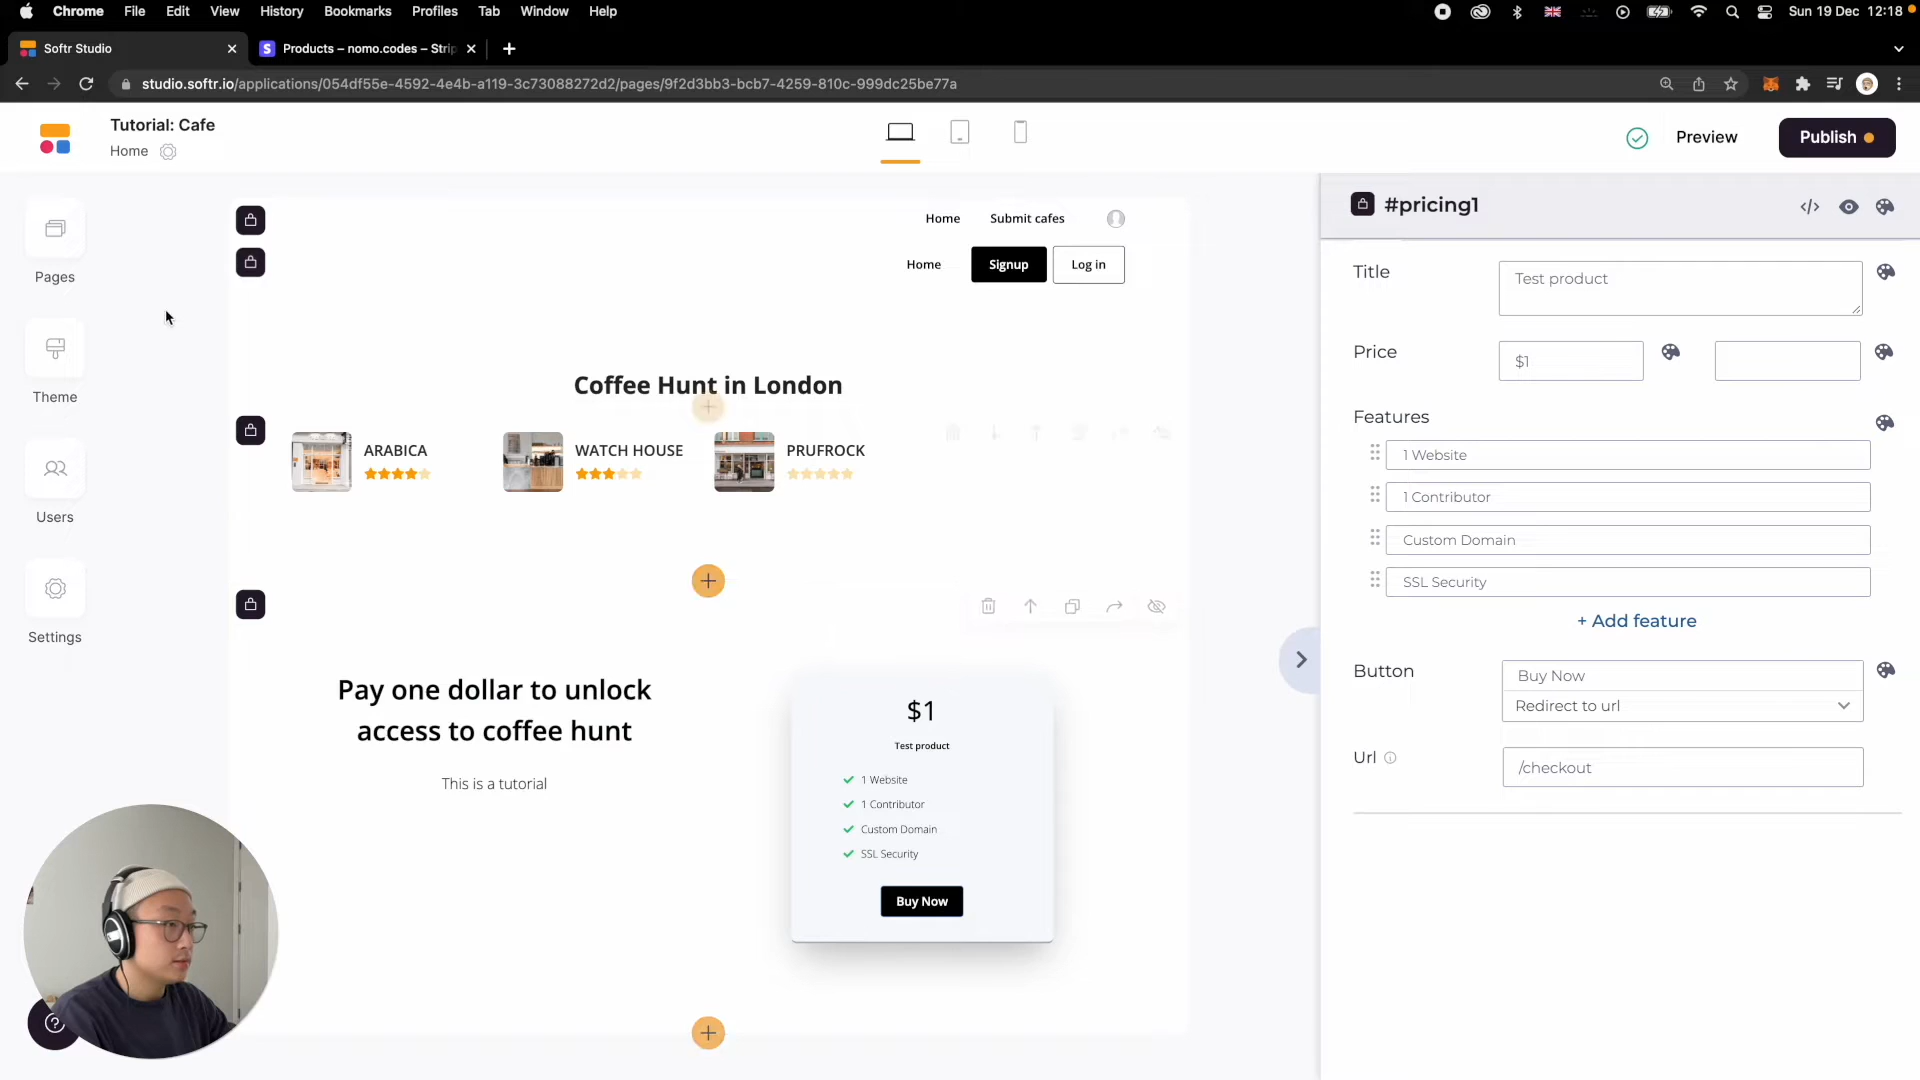 Chrome File Edit View History Bookmarks Profiles Tab Window Help Sun 19 Dec 12:18
Softr Studio
S Products – nomo.codes – Strip
studio.softr.io/applications/054df55e-4592-4e4b-a119-3c73088272d2/pages/9f2d3bb3-bcb7-4259-810c-999dc25be77a
Tutorial: Cafe
Home
Preview
Publish
Pages
Theme
Users
Settings
Home Submit cafes
Home Signup Log in
Coffee Hunt in London
ARABICA
WATCH HOUSE
PRUFROCK
Pay one dollar to unlock
access to coffee hunt
This is a tutorial
$1
Test product
1 Website
1 Contributor
Custom Domain
SSL Security
Buy Now
#pricing1
Title
Test product
Price
$1
Features
1 Website
1 Contributor
Custom Domain
SSL Security
+ Add feature
Button
Buy Now
Redirect to url
Url
/checkout